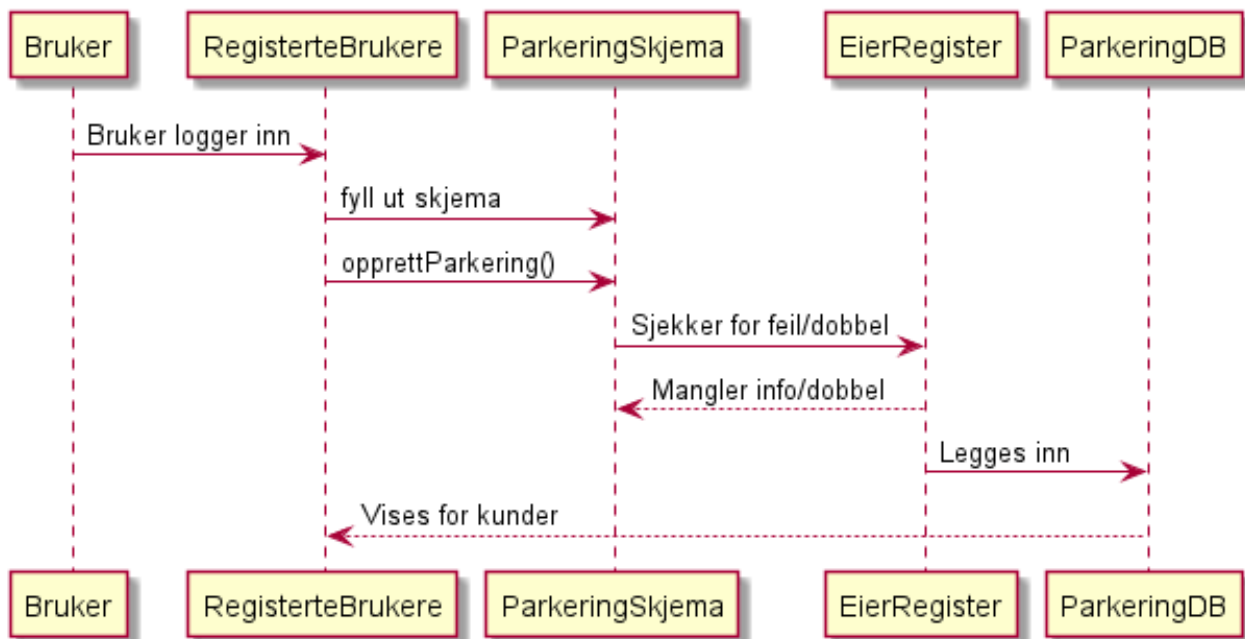 Bruker
RegisterteBrukere
ParkeringSkjema
EierRegister
ParkeringDB
Bruker logger inn
fyll ut skjema
opprettParkering()
Sjekker for feil/dobbel
Mangler info/dobbel
Legges inn
Vises for kunder
Bruker
RegisterteBrukere
ParkeringSkjema
EierRegister
ParkeringDB